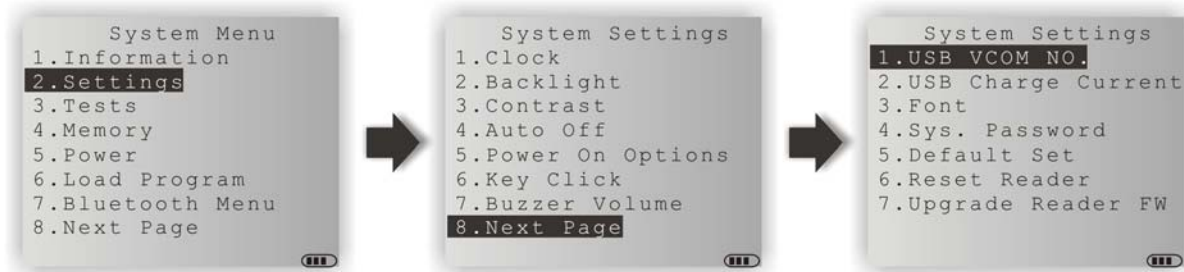 System Menu
1.Information
2.Settings
3.Tests
4.Memory
5.Power
6.Load Program
7.Bluetooth Menu
8.Next Page
System Settings
1.Clock
2.Backlight
3.Contrast
4.Auto Off
5.Power On Options
6.Key Click
7.Buzzer Volume
8.Next Page
System Settings
1.USB VCOM NO.
2.USB Charge Current
3.Font
4.Sys. Password
5.Default Set
6.Reset Reader
7.Upgrade Reader FW